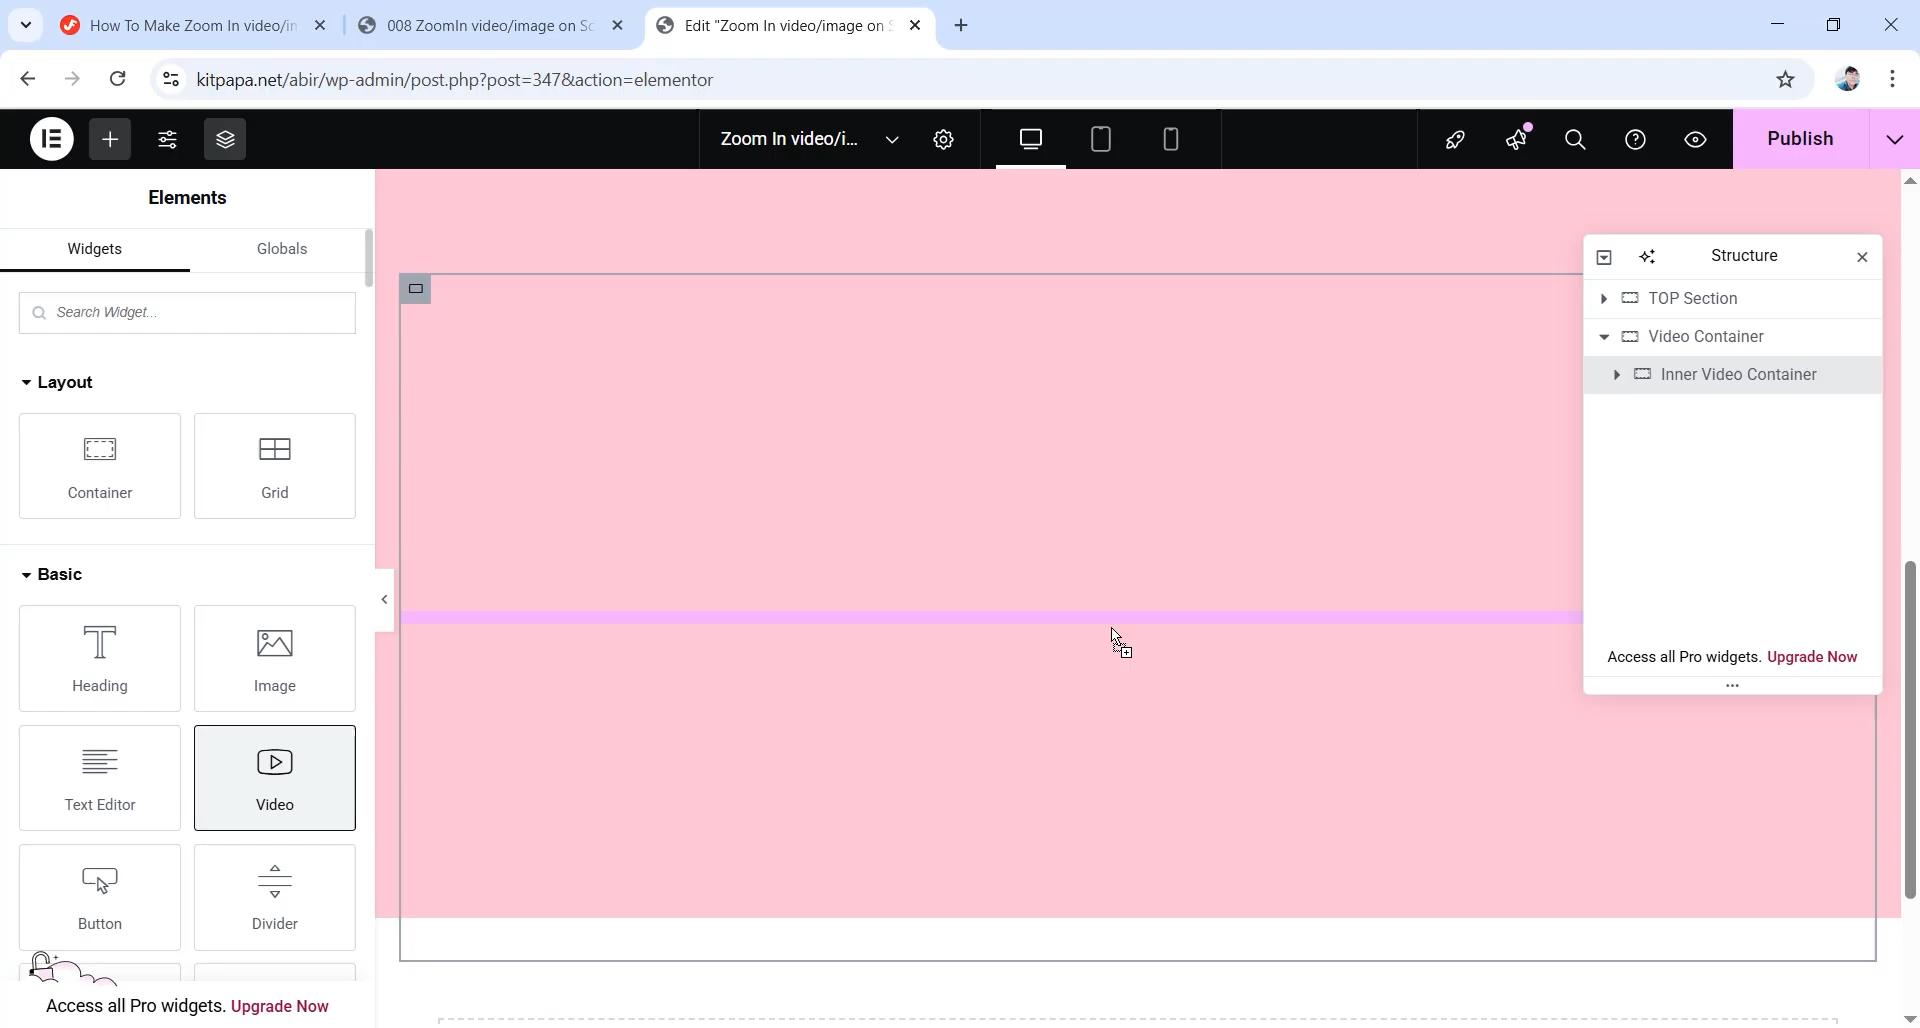 How To Make Zoom In video/in
008 ZoomIn video/image on Sc
Edit "Zoom In video/image on S
kitpapa.net/abir/wp-admin/post.php?post=347&action=elementor
Zoom In video/i...
Publish
Elements
Widgets
Globals
Search Widget...
Layout
Container
Grid
Basic
Heading
Image
Text Editor
Video
Button
Divider
Access all Pro widgets. Upgrade Now
Structure
TOP Section
Video Container
Inner Video Container
Access all Pro widgets. Upgrade Now